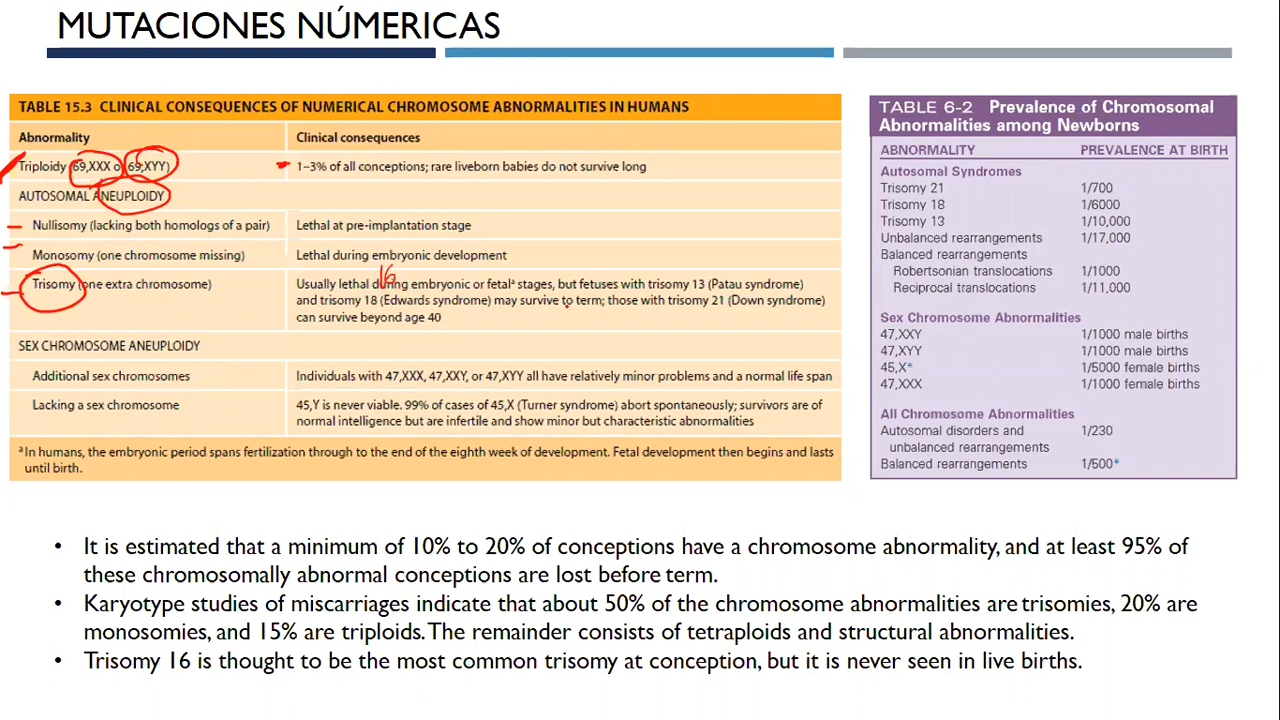 MUTACIONES NÚMERICAS
TABLE 15.3 CLINICAL CONSEQUENCES OF NUMERICAL CHROMOSOME ABNORMALITIES IN HUMANS
Abnormality Clinical consequences
Triploidy (69,XXX o 69,XYY) 1–3% of all conceptions; rare liveborn babies do not survive long
AUTOSOMAL ANEUPLOIDY
Nullisomy (lacking both homologs of a pair) Lethal at pre-implantation stage
Monosomy (one chromosome missing) Lethal during embryonic development
16
Trisomy (one extra chromosome) Usually lethal during embryonic or fetalª stages, but fetuses with trisomy 13 (Patau syndrome)
and trisomy 18 (Edwards syndrome) may survive to term; those with trisomy 21 (Down syndrome)
can survive beyond age 40
SEX CHROMOSOME ANEUPLOIDY
Additional sex chromosomes Individuals with 47,XXX, 47,XXY, or 47,XYY all have relatively minor problems and a normal life span
Lacking a sex chromosome 45,Y is never viable. 99% of cases of 45,X (Turner syndrome) abort spontaneously; survivors are of
normal intelligence but are infertile and show minor but characteristic abnormalities
ª In humans, the embryonic period spans fertilization through to the end of the eighth week of development. Fetal development then begins and lasts
until birth.
TABLE 6-2 Prevalence of Chromosomal
Abnormalities among Newborns
ABNORMALITY PREVALENCE AT BIRTH
Autosomal Syndromes
Trisomy 21 1/700
Trisomy 18 1/6000
Trisomy 13 1/10,000
Unbalanced rearrangements 1/17,000
Balanced rearrangements
Robertsonian translocations 1/1000
Reciprocal translocations 1/11,000
Sex Chromosome Abnormalities
47,XXY 1/1000 male births
47,XYY 1/1000 male births
45,X* 1/5000 female births
47,XXX 1/1000 female births
All Chromosome Abnormalities
Autosomal disorders and 1/230
unbalanced rearrangements
Balanced rearrangements 1/500*
• It is estimated that a minimum of 10% to 20% of conceptions have a chromosome abnormality, and at least 95% of
these chromosomally abnormal conceptions are lost before term.
• Karyotype studies of miscarriages indicate that about 50% of the chromosome abnormalities are trisomies, 20% are
monosomies, and 15% are triploids. The remainder consists of tetraploids and structural abnormalities.
• Trisomy 16 is thought to be the most common trisomy at conception, but it is never seen in live births.